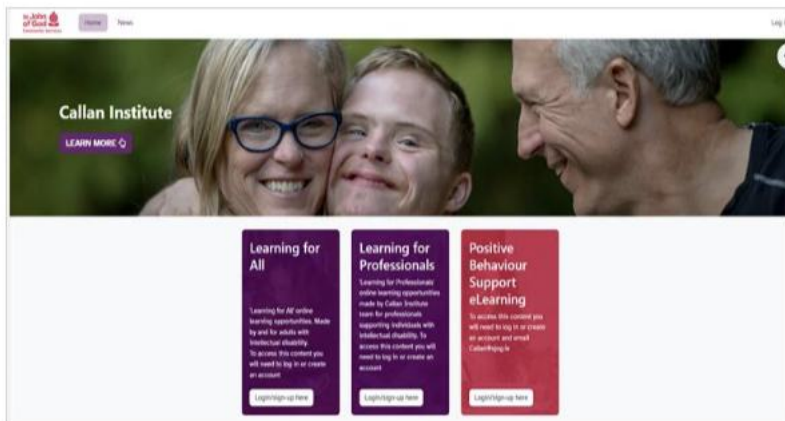 St John
of God
Community Services
Home
News
Log
Callan Institute
LEARN MORE
Learning for
All
'Learning for All' online
learning opportunities. Made
by and for adults with
intellectual disability.
To access this content you
will need to log in or create
an account
Login/sign-up here
Learning for
Professionals
'Learning for Professionals'
online learning opportunities
made by Callan Institute
team for professionals
supporting individuals with
intellectual disability. To
access this content you will
need to log in or create an
account
Login/sign-up here
Positive
Behaviour
Support
eLearning
To access this content you
will need to log in or create
an account and email
Callan@sjog.ie
Login/sign-up here